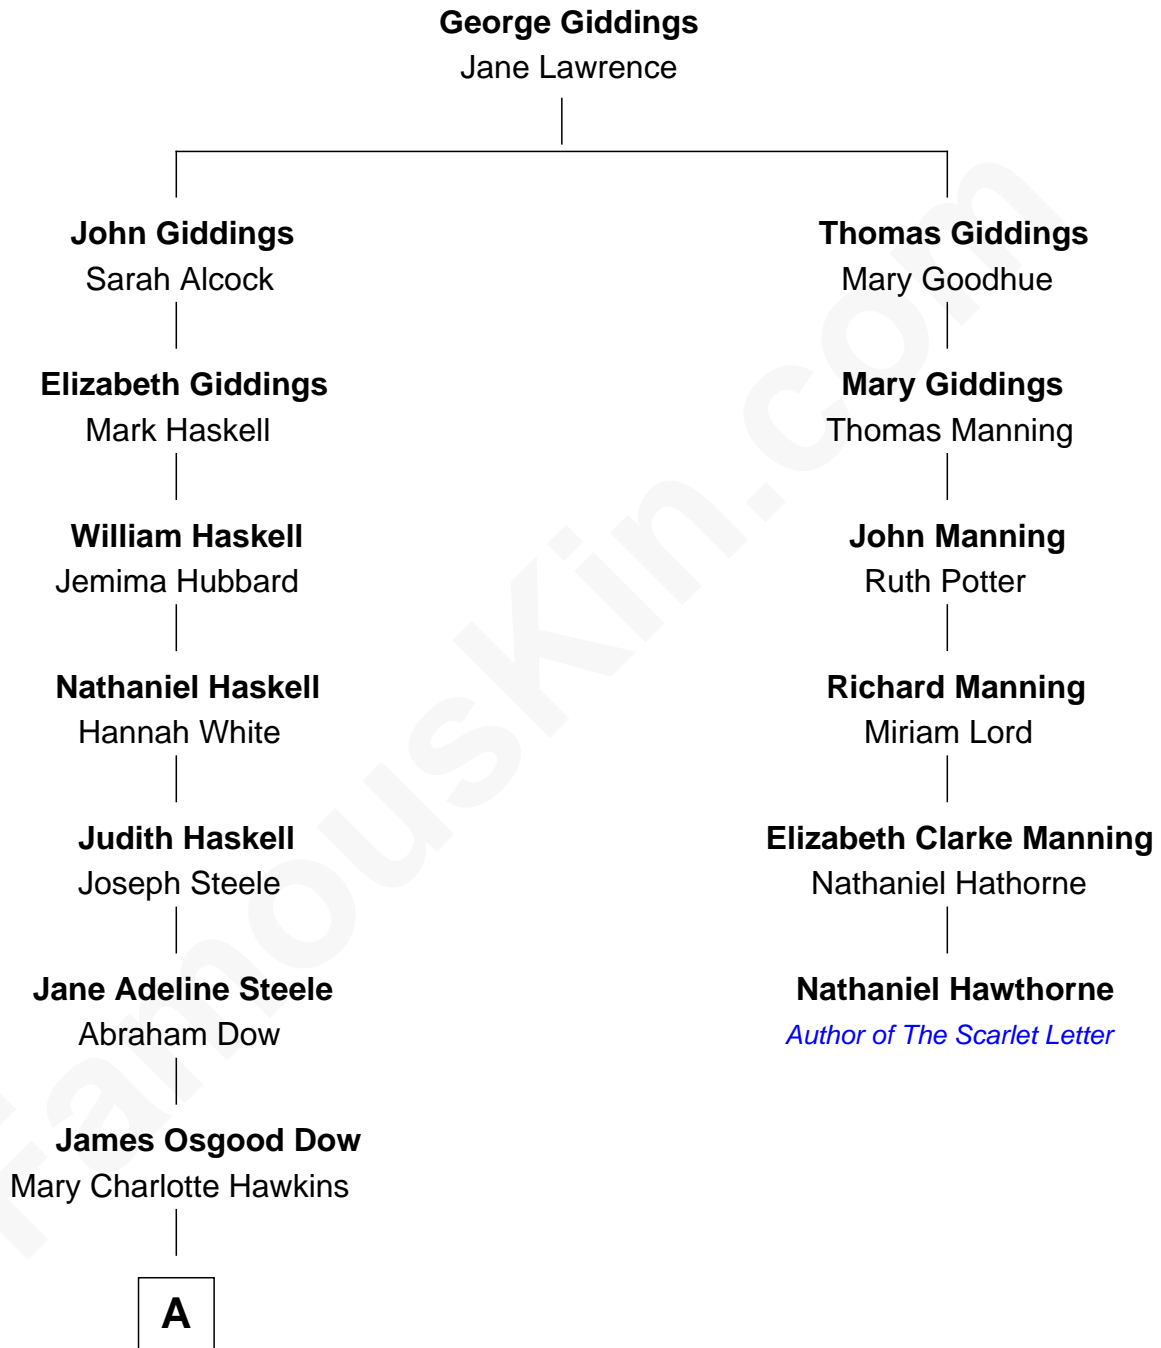 George Giddings
Jane Lawrence
John Giddings
Sarah Alcock
Thomas Giddings
Mary Goodhue
Elizabeth Giddings
Mark Haskell
Mary Giddings
Thomas Manning
William Haskell
Jemima Hubbard
John Manning
Ruth Potter
Nathaniel Haskell
Hannah White
Richard Manning
Miriam Lord
Judith Haskell
Joseph Steele
Elizabeth Clarke Manning
Nathaniel Hathorne
Jane Adeline Steele
Abraham Dow
Nathaniel Hawthorne
Author of The Scarlet Letter
James Osgood Dow
Mary Charlotte Hawkins
A
FamousKin.com